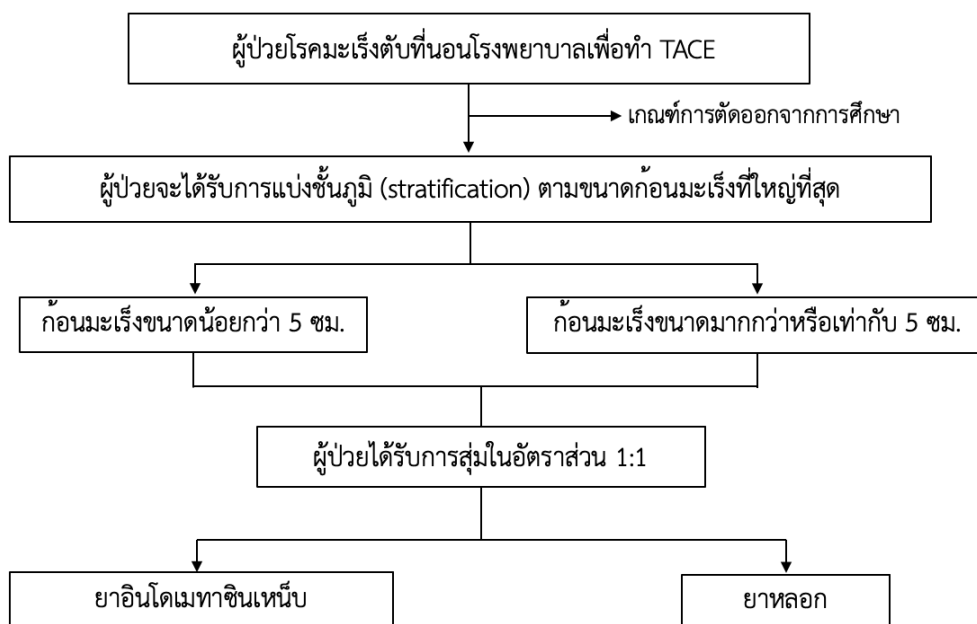 ผู้ป่วยโรคมะเร็งตับที่นอนโรงพยาบาลเพื่อทำ TACE
เกณฑ์การตัดออกจากการศึกษา
ผู้ป่วยจะได้รับการแบ่งชั้นภูมิ (stratification) ตามขนาดก้อนมะเร็งที่ใหญ่ที่สุด
ก้อนมะเร็งขนาดน้อยกว่า 5 ซม.
ก้อนมะเร็งขนาดมากกว่าหรือเท่ากับ 5 ซม.
ผู้ป่วยได้รับการสุ่มในอัตราส่วน 1:1
ยาอินโดเมทาซินเหน็บ
ยาหลอก